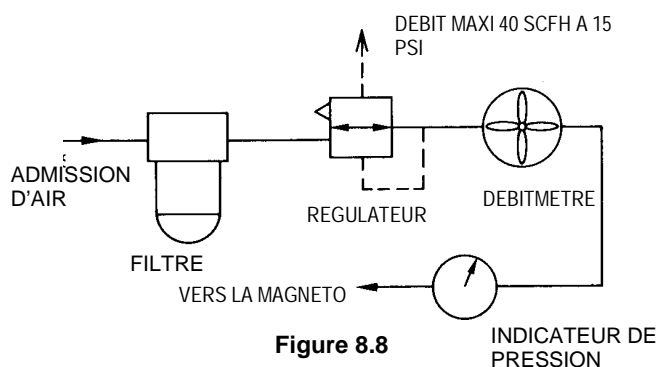 DEBIT MAXI 40 SCFH A 15
PSI
ADMISSION
D'AIR
REGULATEUR
DEBITMETRE
FILTRE
VERS LA MAGNETO
INDICATEUR DE
PRESSION
Figure 8.8